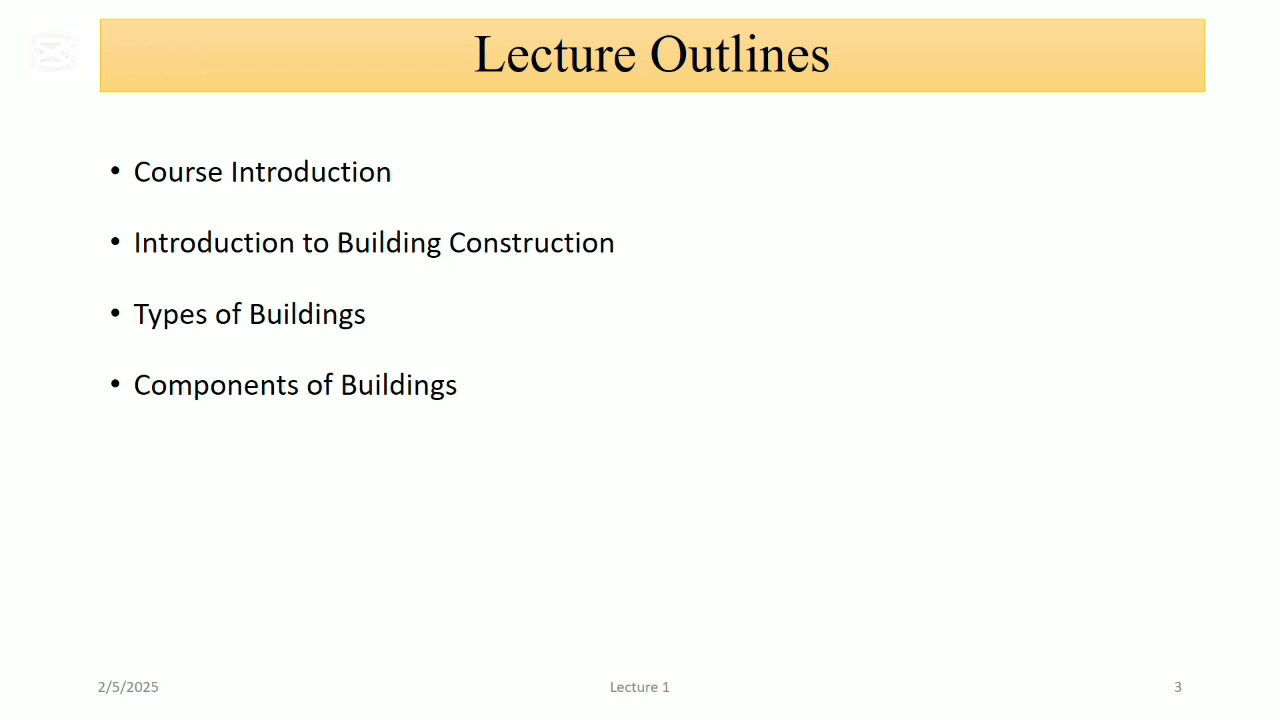 Lecture Outlines
• Course Introduction
• Introduction to Building Construction
• Types of Buildings
• Components of Buildings
2/5/2025
Lecture 1
3